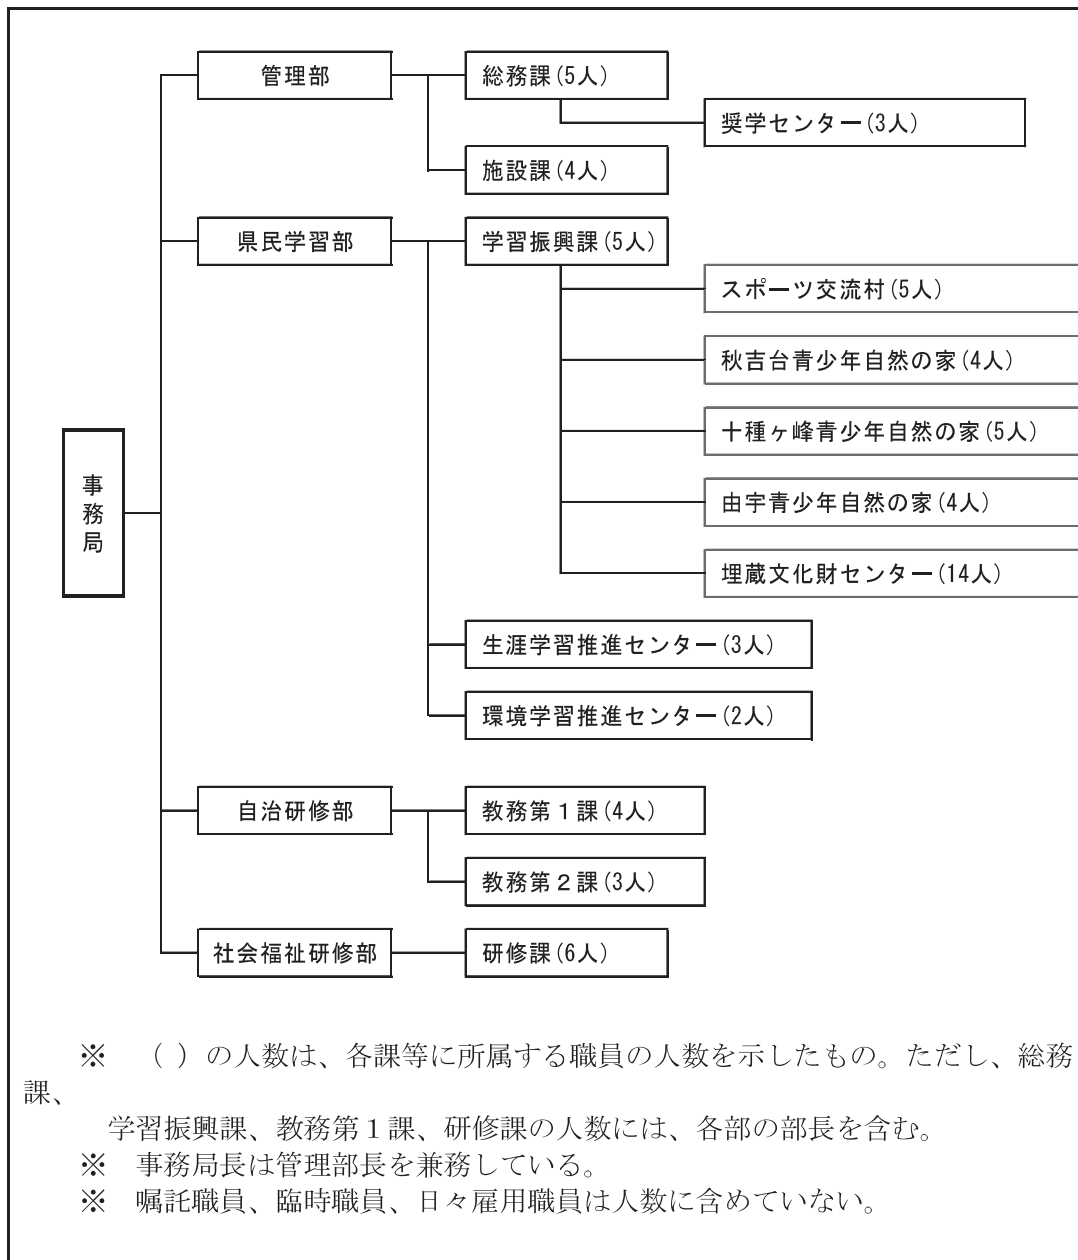 管理部
総務課(5人)
奨学センター(3人)
施設課(4人)
県民学習部
学習振興課(5人)
スポーツ交流村(5人)
秋吉台青少年自然の家(4人)
十種ヶ峰青少年自然の家(5人)
由宇青少年自然の家(4人)
埋蔵文化財センター(14人)
事務局
生涯学習推進センター(3人)
環境学習推進センター(2人)
自治研修部
教務第１課(4人)
教務第２課(3人)
社会福祉研修部
研修課(6人)
※　（ ）の人数は、各課等に所属する職員の人数を示したもの。ただし、総務
課、
学習振興課、教務第１課、研修課の人数には、各部の部長を含む。
※　事務局長は管理部長を兼務している。
※　嘱託職員、臨時職員、日々雇用職員は人数に含めていない。